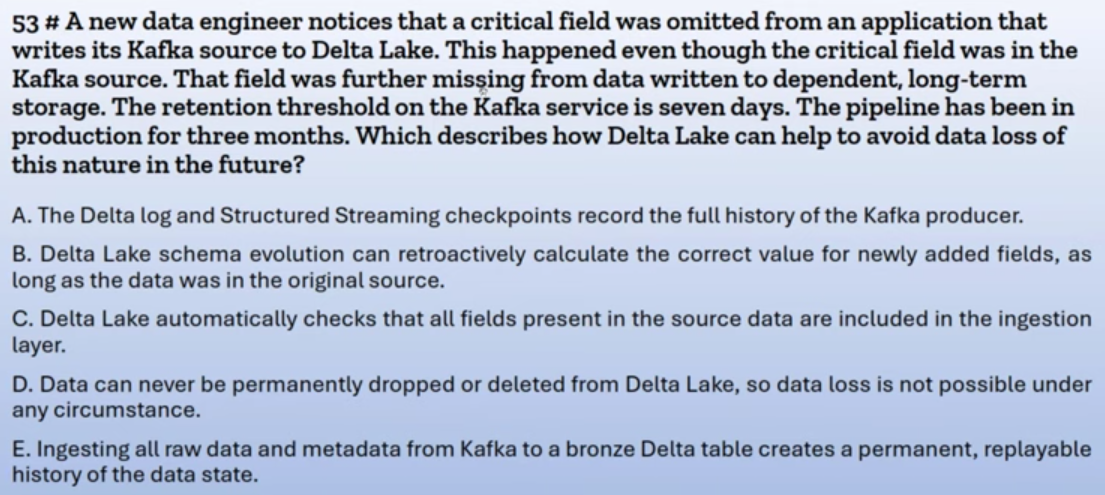 53 # A new data engineer notices that a critical field was omitted from an application that
writes its Kafka source to Delta Lake. This happened even though the critical field was in the
Kafka source. That field was further missing from data written to dependent, long-term
storage. The retention threshold on the Kafka service is seven days. The pipeline has been in
production for three months. Which describes how Delta Lake can help to avoid data loss of
this nature in the future?
A. The Delta log and Structured Streaming checkpoints record the full history of the Kafka producer.
B. Delta Lake schema evolution can retroactively calculate the correct value for newly added fields, as
long as the data was in the original source.
C. Delta Lake automatically checks that all fields present in the source data are included in the ingestion
layer.
D. Data can never be permanently dropped or deleted from Delta Lake, so data loss is not possible under
any circumstance.
E. Ingesting all raw data and metadata from Kafka to a bronze Delta table creates a permanent, replayable
history of the data state.